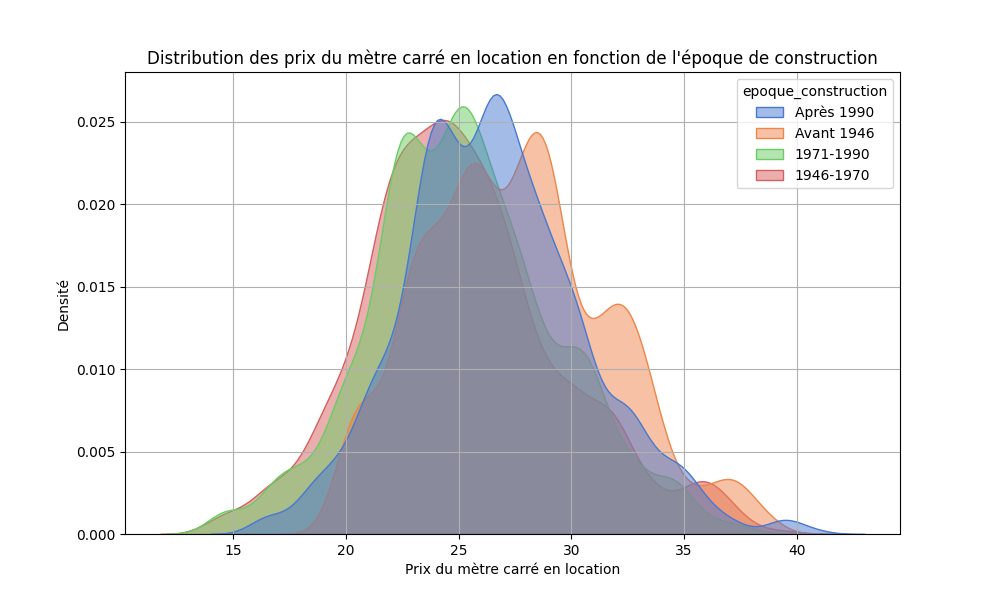 Distribution des prix du mètre carré en location en fonction de l'époque de construction
epoque_construction
Après 1990
Avant 1946
1971-1990
1946-1970
Densité
0.025
0.020
0.015
0.010
0.005
0.000
15 20 25 30 35 40
Prix du mètre carré en location